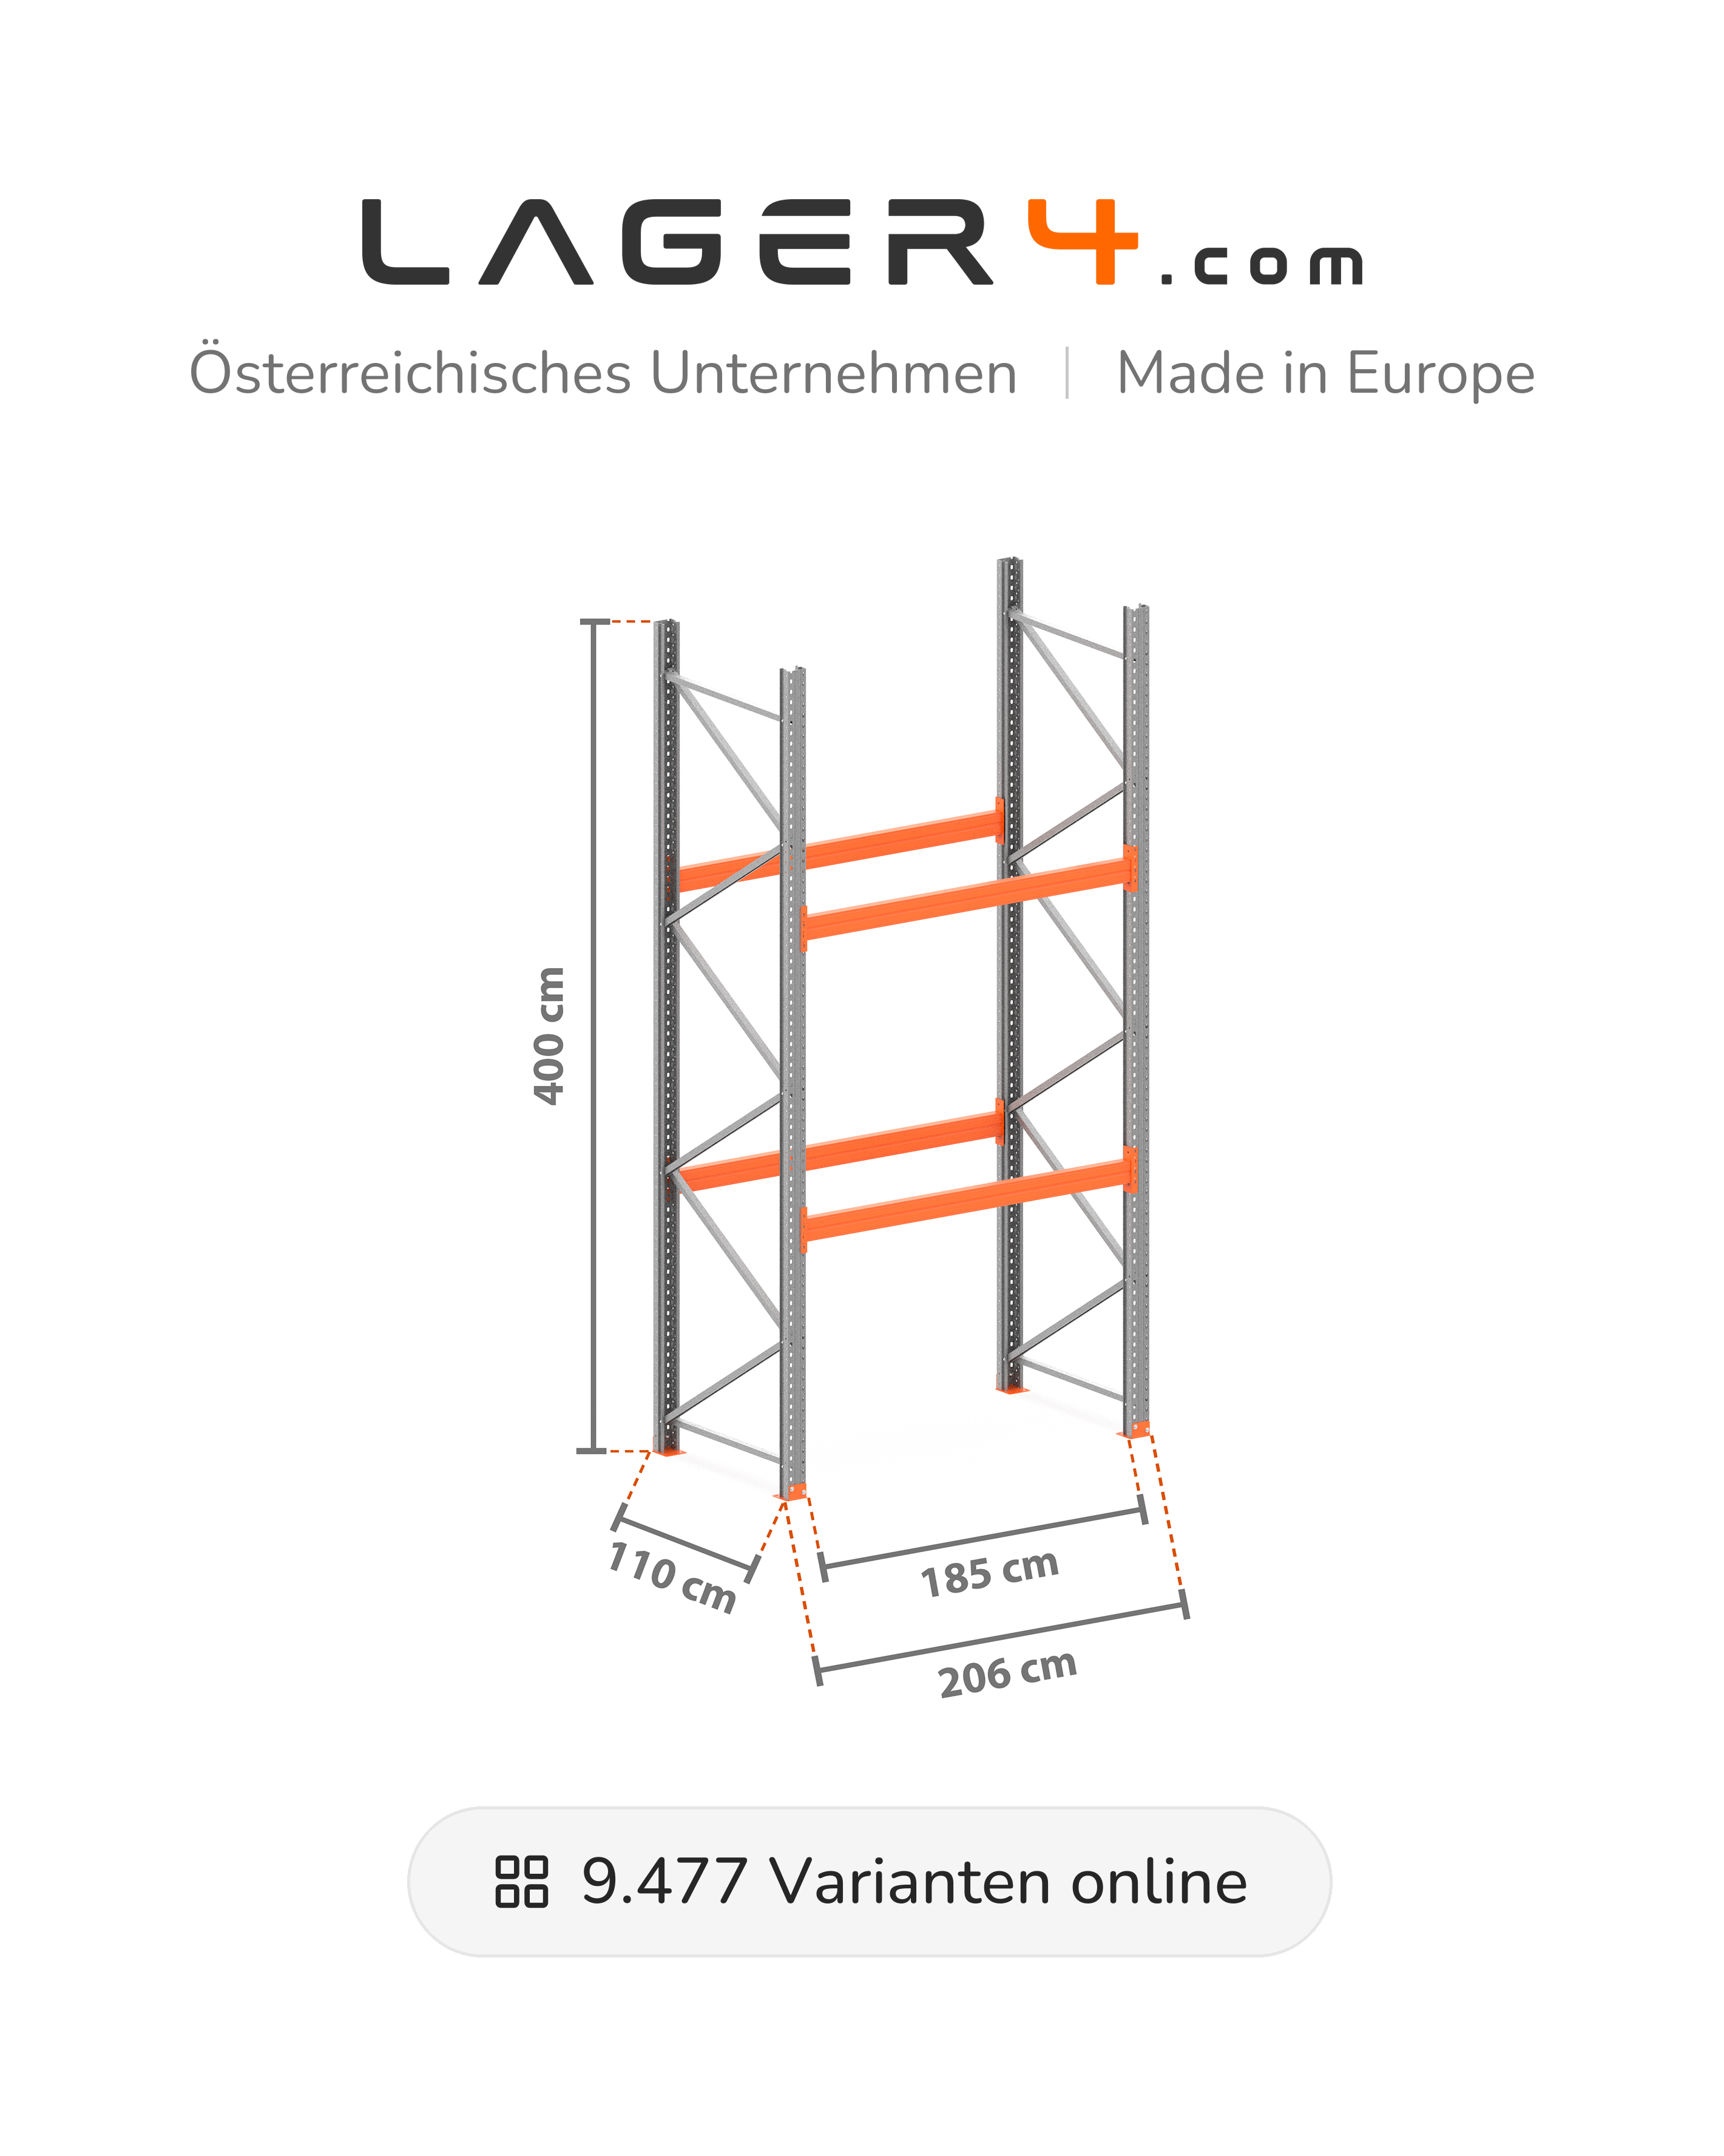 LAGER4.com
Österreichisches Unternehmen | Made in Europe
400 cm
110 cm
185 cm
206 cm
9.477 Varianten online